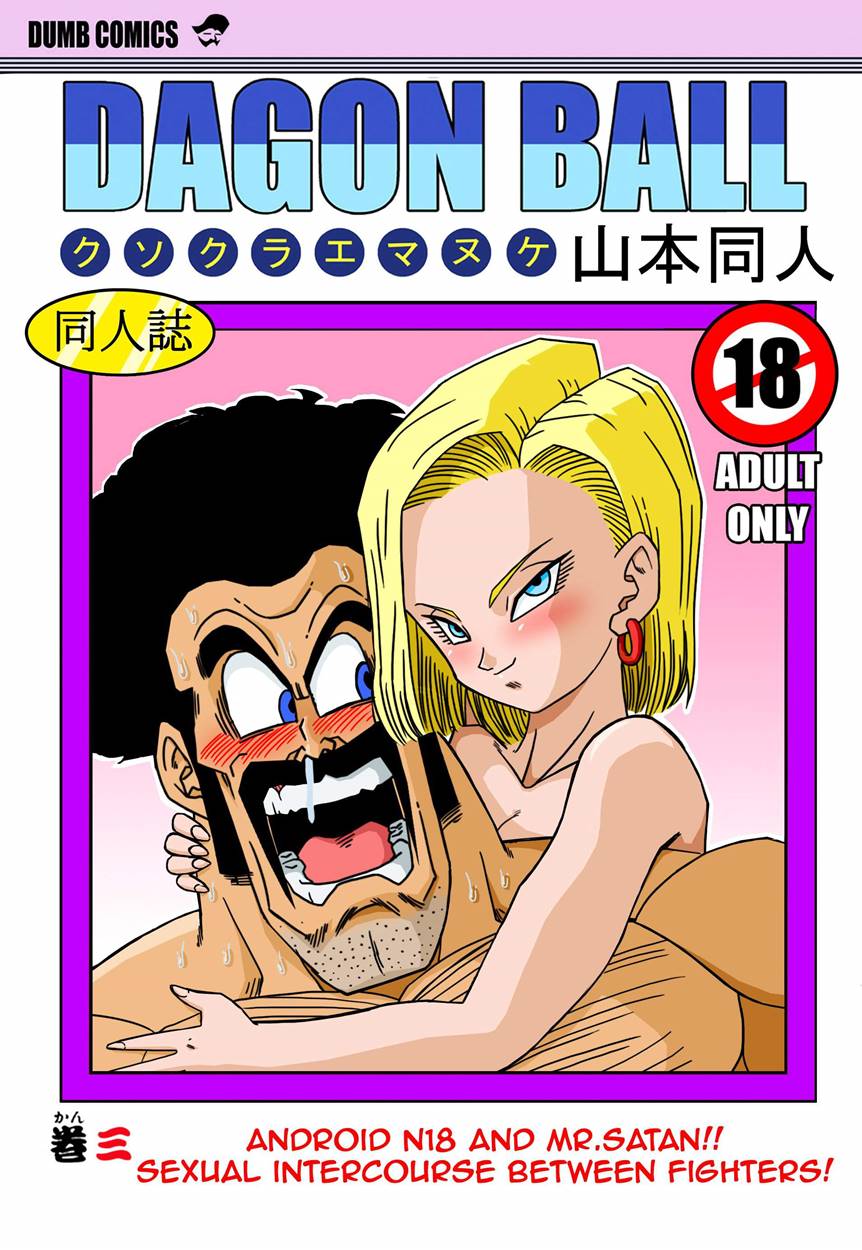 DUMB COMICS
DAGON BALL
クソクラエマヌケ 山本同人
同人誌
18
ADULT
ONLY
かん
巻三
ANDROID N18 AND MR.SATAN!!
SEXUAL INTERCOURSE BETWEEN FIGHTERS!